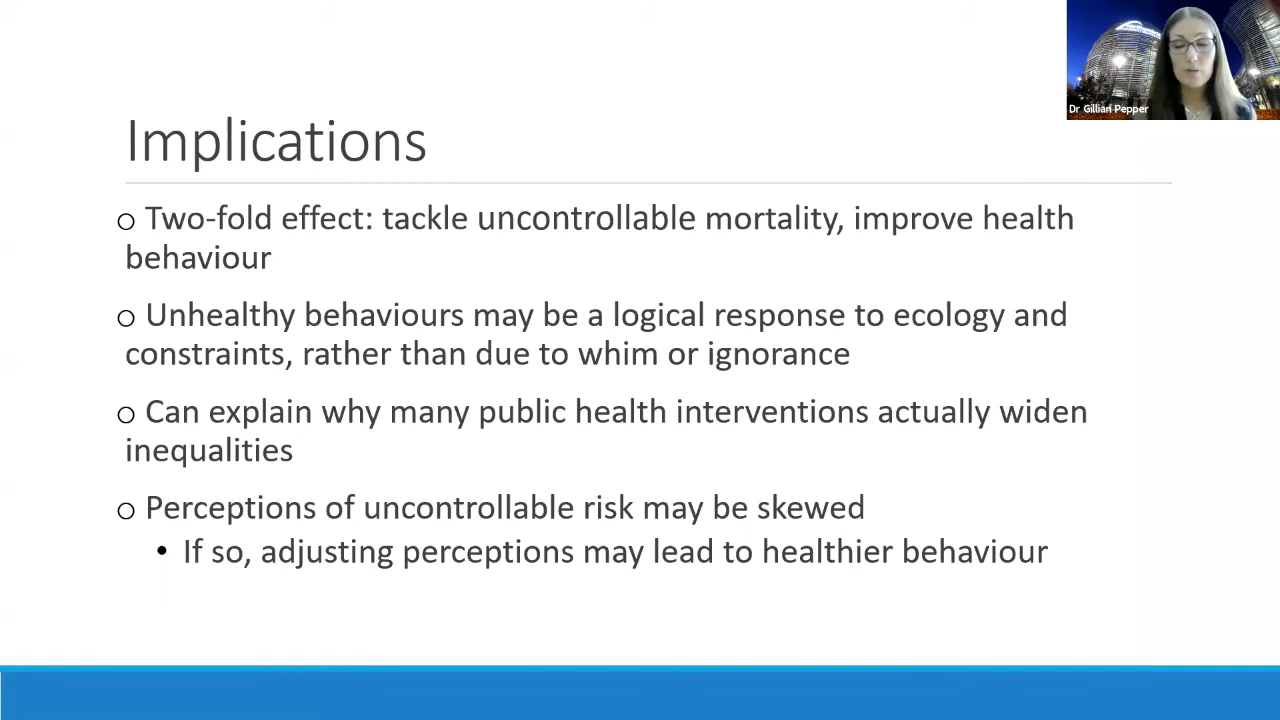 Dr Gillian Pepper
Implications
o Two-fold effect: tackle uncontrollable mortality, improve health
behaviour
o Unhealthy behaviours may be a logical response to ecology and
constraints, rather than due to whim or ignorance
o Can explain why many public health interventions actually widen
inequalities
o Perceptions of uncontrollable risk may be skewed
• If so, adjusting perceptions may lead to healthier behaviour